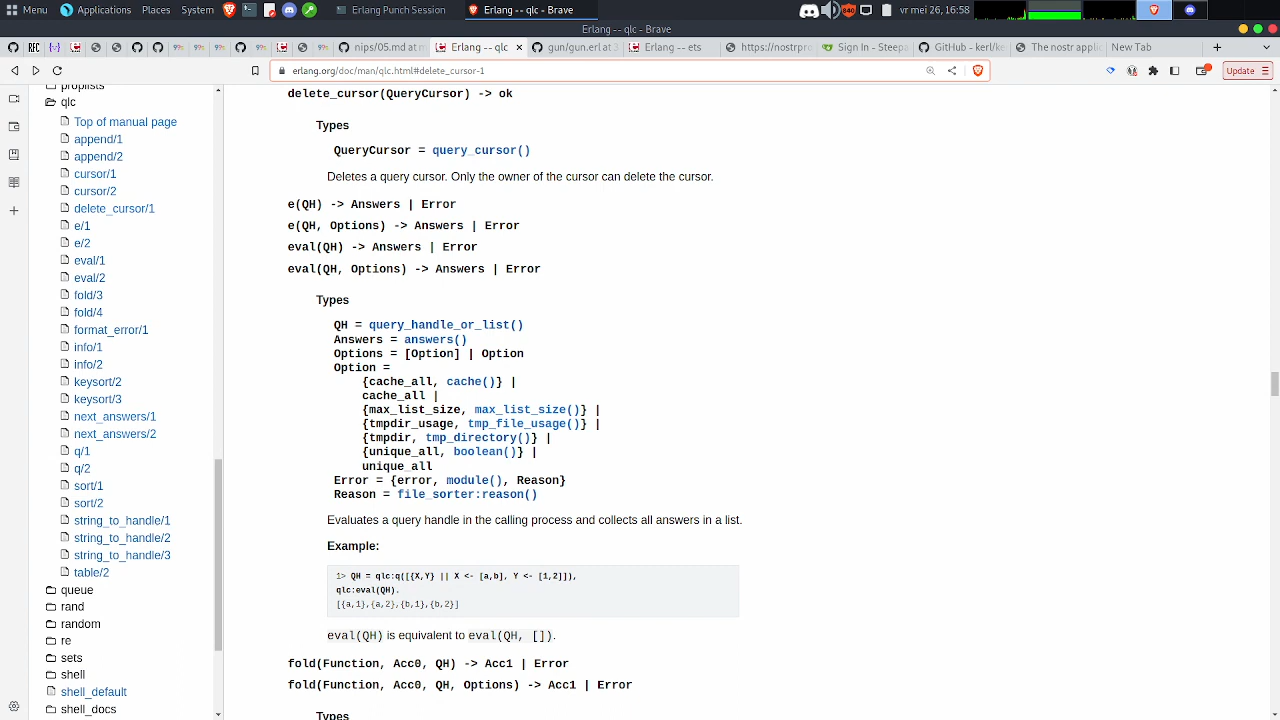 Menu Applications Places System Erlang Punch Session Erlang -- qlc - Brave 840 vr mei 26, 16:58
Erlang -- qlc - Brave
nips/05.md at m Erlang -- qlc × gun/gun.erl at Erlang -- ets https://nostrpro Sign In - Steepa GitHub - kerl/ke The nostr applic New Tab
erlang.org/doc/man/qlc.html#delete_cursor-1 Update
proplists
qlc
Top of manual page
append/1
append/2
cursor/1
cursor/2
delete_cursor/1
e/1
e/2
eval/1
eval/2
fold/3
fold/4
format_error/1
info/1
info/2
keysort/2
keysort/3
next_answers/1
next_answers/2
q/1
q/2
sort/1
sort/2
string_to_handle/1
string_to_handle/2
string_to_handle/3
table/2
queue
rand
random
re
sets
shell
shell_default
shell_docs
delete_cursor(QueryCursor) -> ok
Types
QueryCursor = query_cursor()
Deletes a query cursor. Only the owner of the cursor can delete the cursor.
e(QH) -> Answers | Error
e(QH, Options) -> Answers | Error
eval(QH) -> Answers | Error
eval(QH, Options) -> Answers | Error
Types
QH = query_handle_or_list()
Answers = answers()
Options = [Option] | Option
Option =
{cache_all, cache()} |
cache_all |
{max_list_size, max_list_size()} |
{tmpdir_usage, tmp_file_usage()} |
{tmpdir, tmp_directory()} |
{unique_all, boolean()} |
unique_all
Error = {error, module(), Reason}
Reason = file_sorter:reason()
Evaluates a query handle in the calling process and collects all answers in a list.
Example:
1> QH = qlc:q([{X,Y} || X <- [a,b], Y <- [1,2]]),
qlc:eval(QH).
[{a,1},{a,2},{b,1},{b,2}]
eval(QH) is equivalent to eval(QH, []).
fold(Function, Acc0, QH) -> Acc1 | Error
fold(Function, Acc0, QH, Options) -> Acc1 | Error
Types